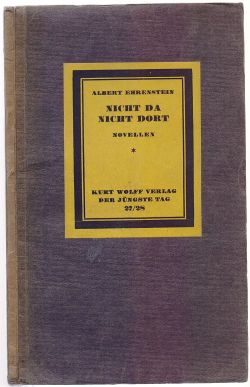 ALBERT EHRENSTEIN
NICHT DA
NICHT DORT
NOVELLEN
*
KURT WOLFF VERLAG
DER JÜNGSTE TAG
27/28